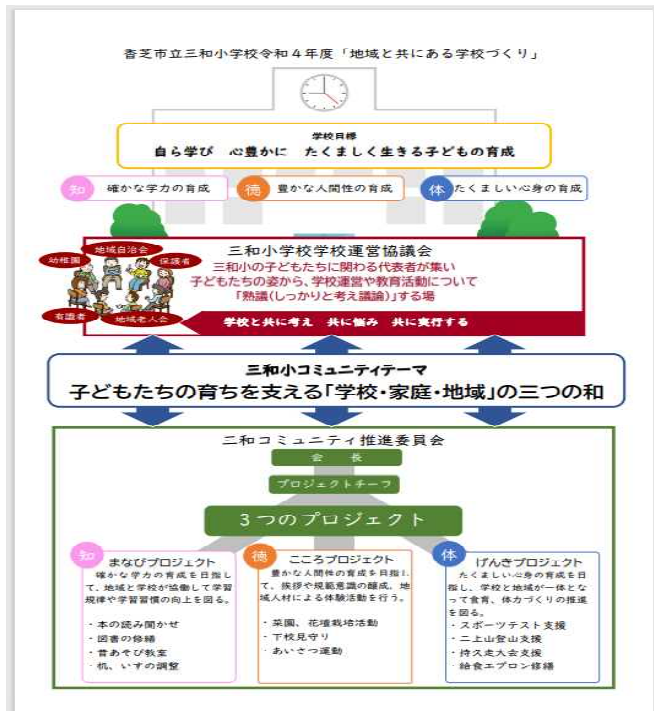 香芝市立三和小学校令和４年度「地域と共にある学校づくり」
学校目標
自ら学び　心豊かに　たくましく生きる子どもの育成
知　確かな学力の育成
徳　豊かな人間性の育成
体　たくましい心身の育成
三和小学校学校運営協議会
三和小の子どもたちに関わる代表者が集い
子どもたちの姿から、学校運営や教育活動について
「熟議（しっかりと考え議論）」する場
地域自治会
幼稚園
保護者
有識者
地域老人会
学校と共に考え　共に悩み　共に実行する
三和小コミュニティテーマ
子どもたちの育ちを支える「学校・家庭・地域」の三つの和
三和コミュニティ推進委員会
会　長
プロジェクトチーフ
３つのプロジェクト
知
まなびプロジェクト
確かな学力の育成を目指し
て、地域と学校が協働して学習
規律や学習習慣の向上を図る。
・本の読み聞かせ
・図書の修繕
・昔あそび教室
・机、いすの調整
徳
こころプロジェクト
豊かな人間性の育成を目指し
て、挨拶や規範意識の醸成、地
域人材による体験活動を行う。
・菜園、花壇栽培活動
・下校見守り
・あいさつ運動
体
げんきプロジェクト
たくましい心身の育成を目
指し、学校と地域が一体とな
って食育、体力づくりの推進
を図る。
・スポーツテスト支援
・二上山登山支援
・持久走大会支援
・給食エプロン修繕